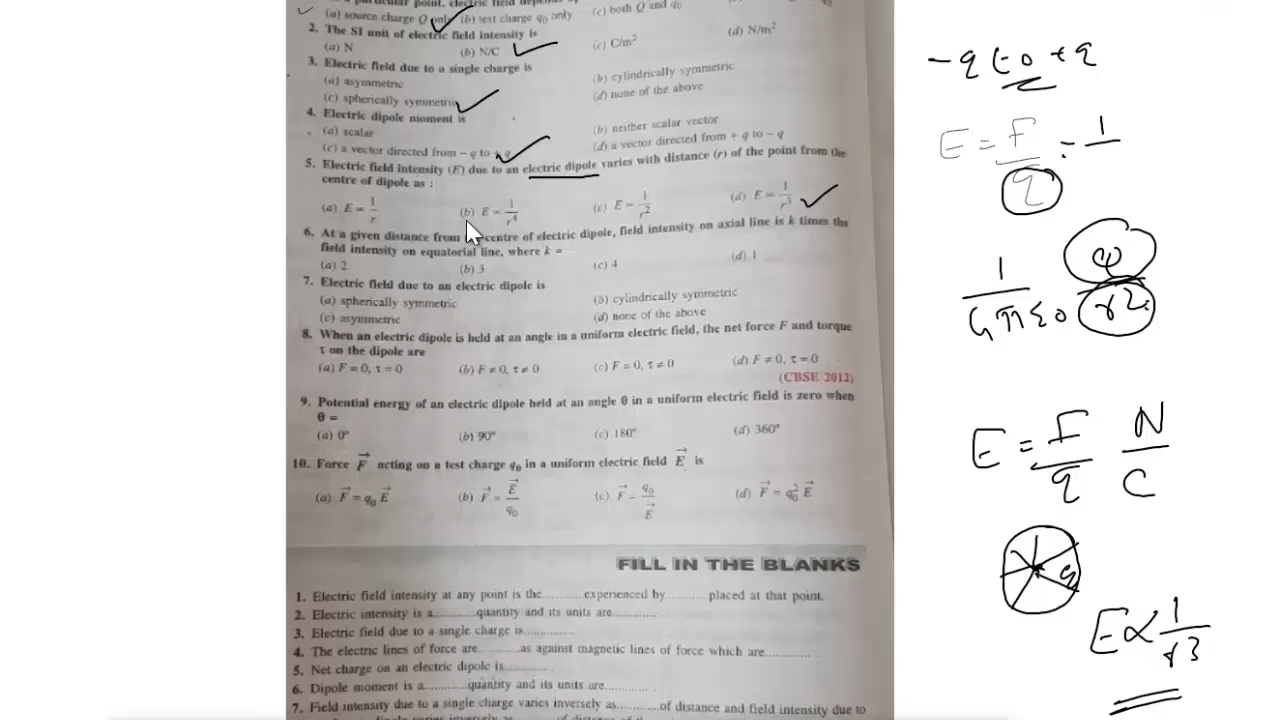 particular point, electric field depends
(a) source charge Q only (b) test charge q0 only (c) both Q and q0
2. The SI unit of electric field intensity is
(a) N (b) N/C (c) C/m² (d) N/m²
3. Electric field due to a single charge is
(a) asymmetric (b) cylindrically symmetric
(c) spherically symmetric (d) none of the above
4. Electric dipole moment is
(a) scalar (b) neither scalar vector
(c) a vector directed from − q to + q (d) a vector directed from + q to − q
5. Electric field intensity (E) due to an electric dipole varies with distance (r) of the point from the
centre of dipole as :
(a) E = 1/r (b) E ∝ 1/r⁴ (c) E = 1/r² (d) E ∝ 1/r³
6. At a given distance from centre of electric dipole, field intensity on axial line is k times the
field intensity on equatorial line, where k =
(a) 2 (b) 3 (c) 4 (d) 1
7. Electric field due to an electric dipole is
(a) spherically symmetric (b) cylindrically symmetric
(c) asymmetric (d) none of the above
8. When an electric dipole is held at an angle in a uniform electric field, the net force F and torque
τ on the dipole are
(a) F = 0, τ = 0 (b) F ≠ 0, τ ≠ 0 (c) F = 0, τ ≠ 0 (d) F ≠ 0, τ = 0
(CBSE 2012)
9. Potential energy of an electric dipole held at an angle θ in a uniform electric field is zero when
θ =
(a) 0° (b) 90° (c) 180° (d) 360°
10. Force F⃗ acting on a test charge q0 in a uniform electric field E⃗ is
(a) F⃗ = q0 E⃗ (b) F⃗ = E⃗/q0 (c) F⃗ = q0/E⃗ (d) F⃗ = q0² E⃗
FILL IN THE BLANKS
1. Electric field intensity at any point is the..........experienced by.......... placed at that point.
2. Electric intensity is a..........quantity and its units are..........
3. Electric field due to a single charge is..........
4. The electric lines of force are..........as against magnetic lines of force which are..........
5. Net charge on an electric dipole is..........
6. Dipole moment is a..........quantity and its units are..........
7. Field intensity due to a single charge varies inversely as..........of distance and field intensity due to
E = F/q
1/4πε0
r2
E = F/q N/C
q
E ∝ 1/r3